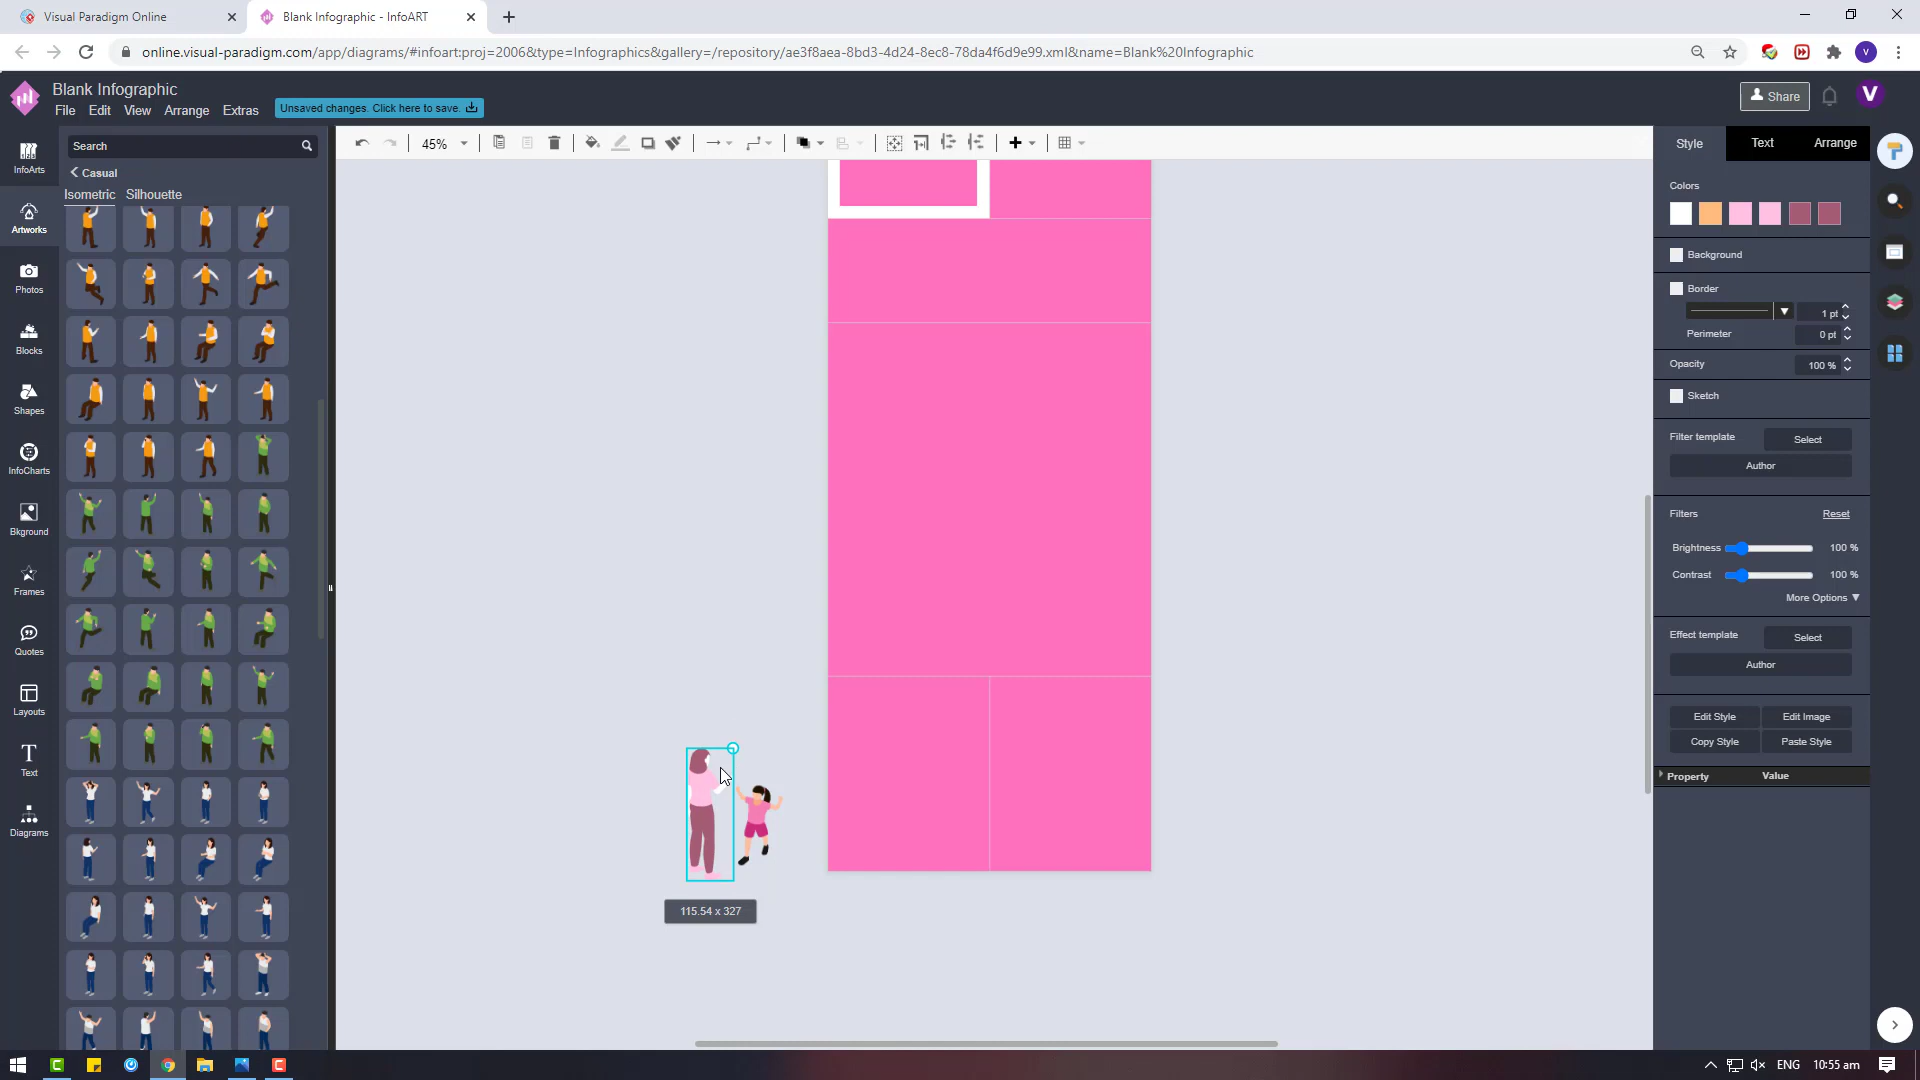 Visual Paradigm Online
Blank Infographic - InfoART
online.visual-paradigm.com/app/diagrams/#infoart:proj=2006&type=Infographics&gallery=/repository/ae3f8aea-8bd3-4d24-8ec8-78da4f6d9e99.xml&name=Blank%20Infographic
V
Blank Infographic
File Edit View Arrange Extras
Unsaved changes. Click here to save.
Share
V
InfoArts
Artworks
Photos
Blocks
Shapes
InfoCharts
Bkground
Frames
Quotes
Layouts
Text
Diagrams
Search
Casual
Isometric Silhouette
45%
115.54 x 327
Style Text Arrange
Colors
Background
Border
1 pt
Perimeter 0 pt
Opacity 100 %
Sketch
Filter template Select
Author
Filters Reset
Brightness 100 %
Contrast 100 %
More Options
Effect template Select
Author
Edit Style Edit Image
Copy Style Paste Style
Property Value
ENG 10:55 am